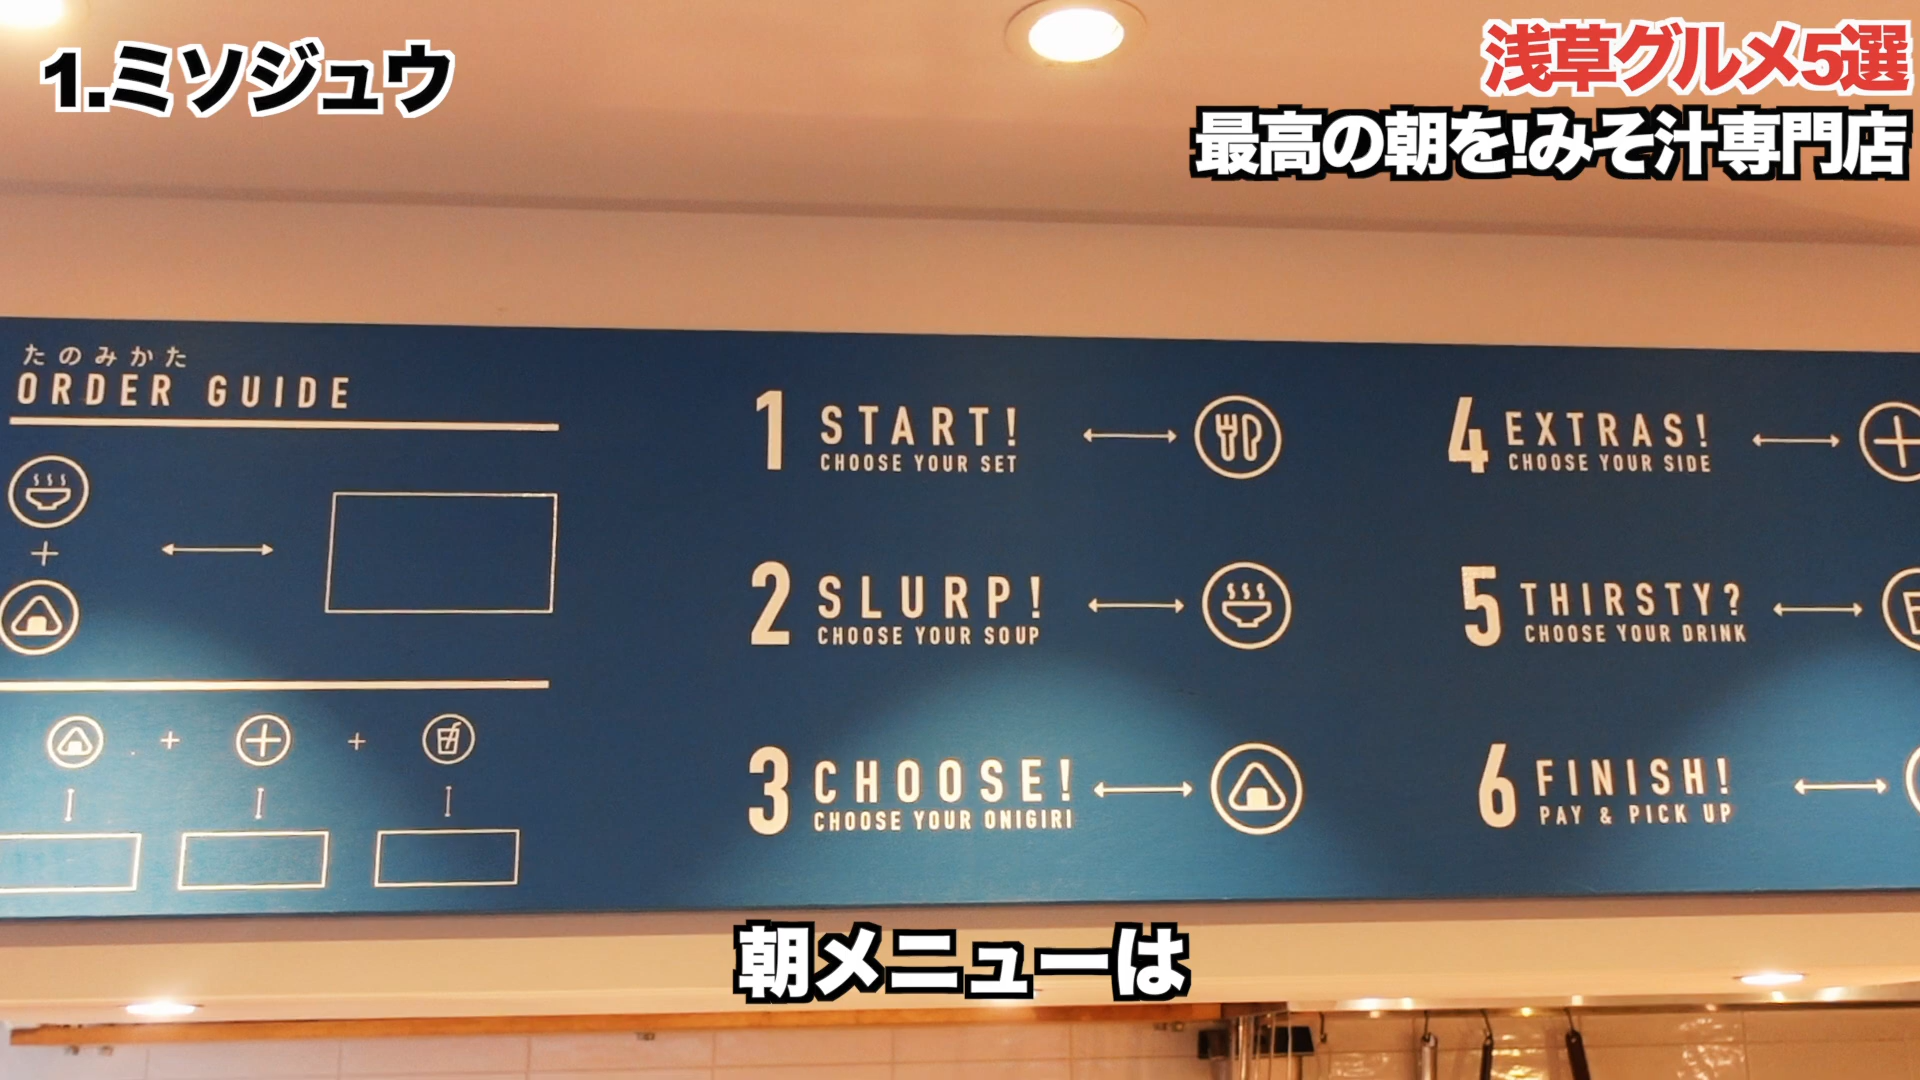 1.ミソジュウ
浅草グルメ5選
最高の朝を!みそ汁専門店
たのみかた
ORDER GUIDE
1 START!
CHOOSE YOUR SET
2 SLURP!
CHOOSE YOUR SOUP
3 CHOOSE!
CHOOSE YOUR ONIGIRI
4 EXTRAS!
CHOOSE YOUR SIDE
5 THIRSTY?
CHOOSE YOUR DRINK
6 FINISH!
PAY & PICK UP
朝メニューは